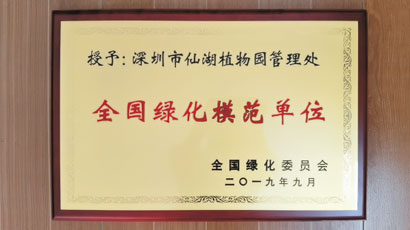 授予：深圳市仙湖植物园管理处
全国绿化模范单位
全国绿化委员会
二〇一九年九月